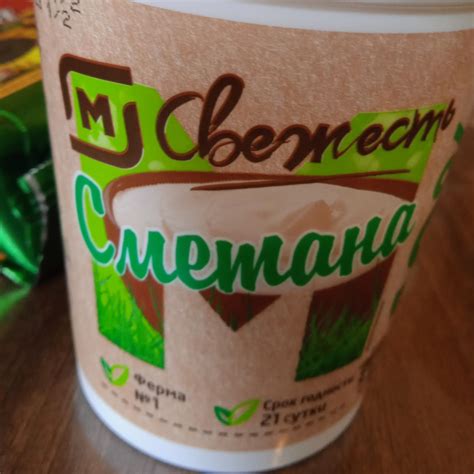 М Свежесть
Сметана
Ферма
№1
Срок годности
21 сутки